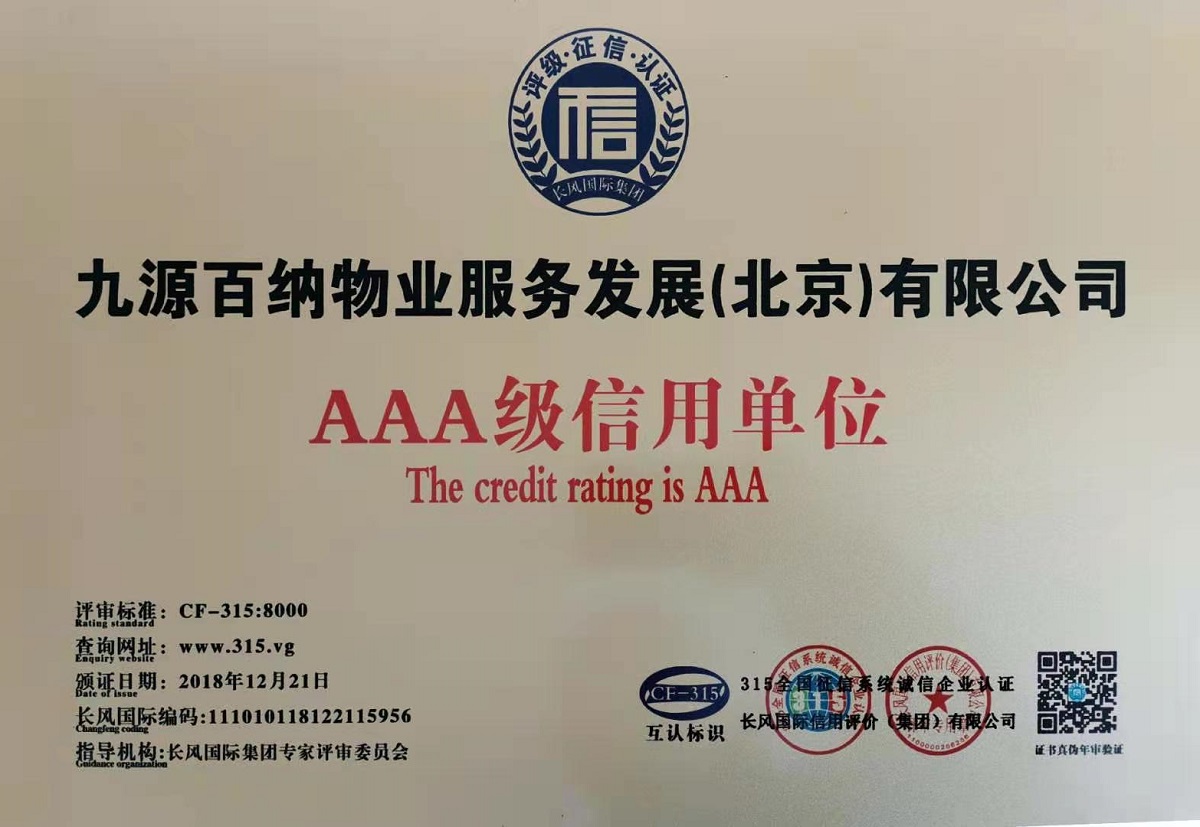 评级·征信·认证
信
长风国际集团
九源百纳物业服务发展(北京)有限公司
AAA级信用单位
The credit rating is AAA
评审标准：CF-315:8000
Rating standard
查询网址：www.315.vg
Enquiry website
颁证日期：2018年12月21日
Date of issue
长风国际编码:111010118122115956
Changfeng coding
指导机构:长风国际集团专家评审委员会
Guidance organization
CF-315
互认标识
315全国征信系统诚信企业认证
长风国际信用评价（集团）有限公司
证书真伪年审验证